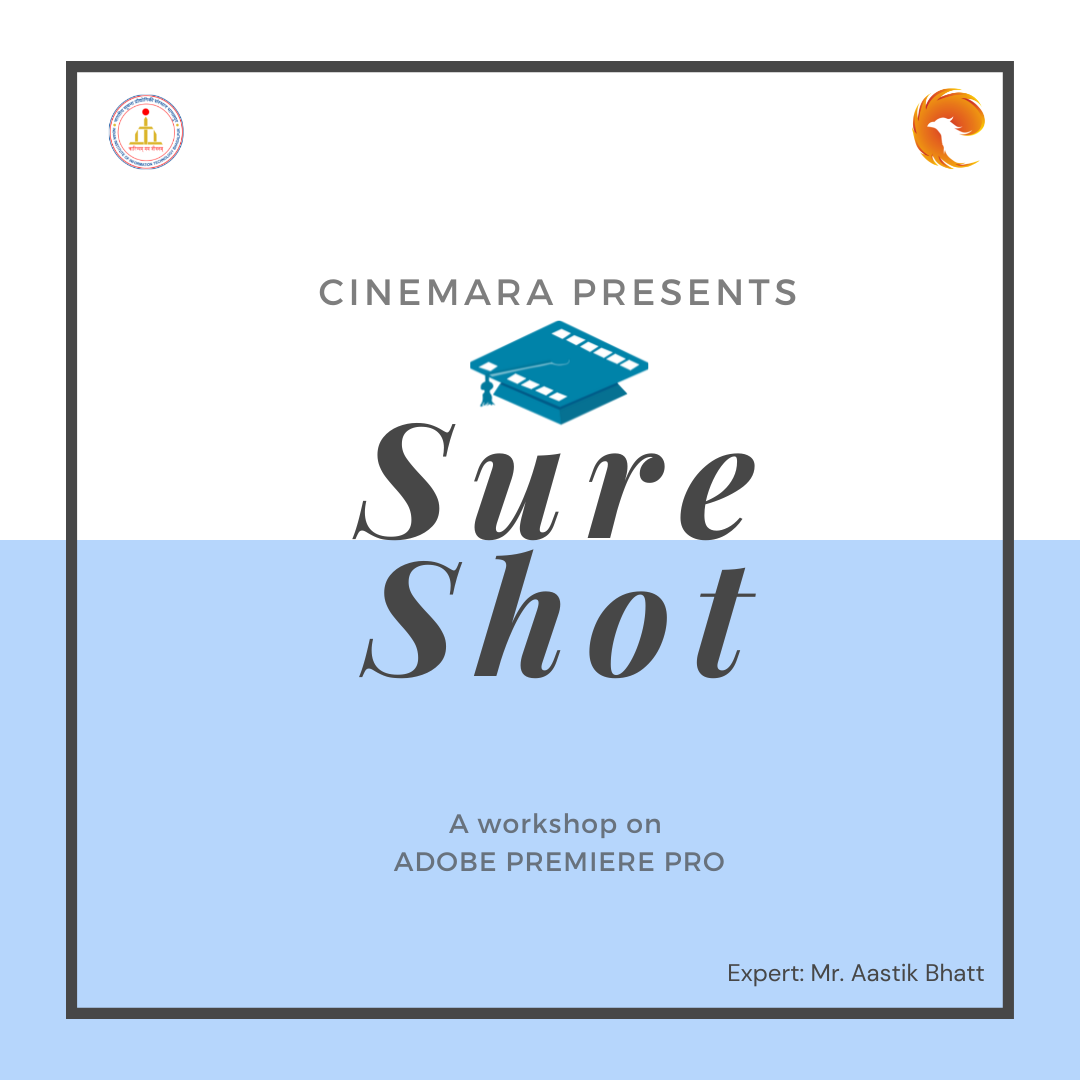 CINEMARA PRESENTS
Sure
Shot
A workshop on
ADOBE PREMIERE PRO
Expert: Mr. Aastik Bhatt